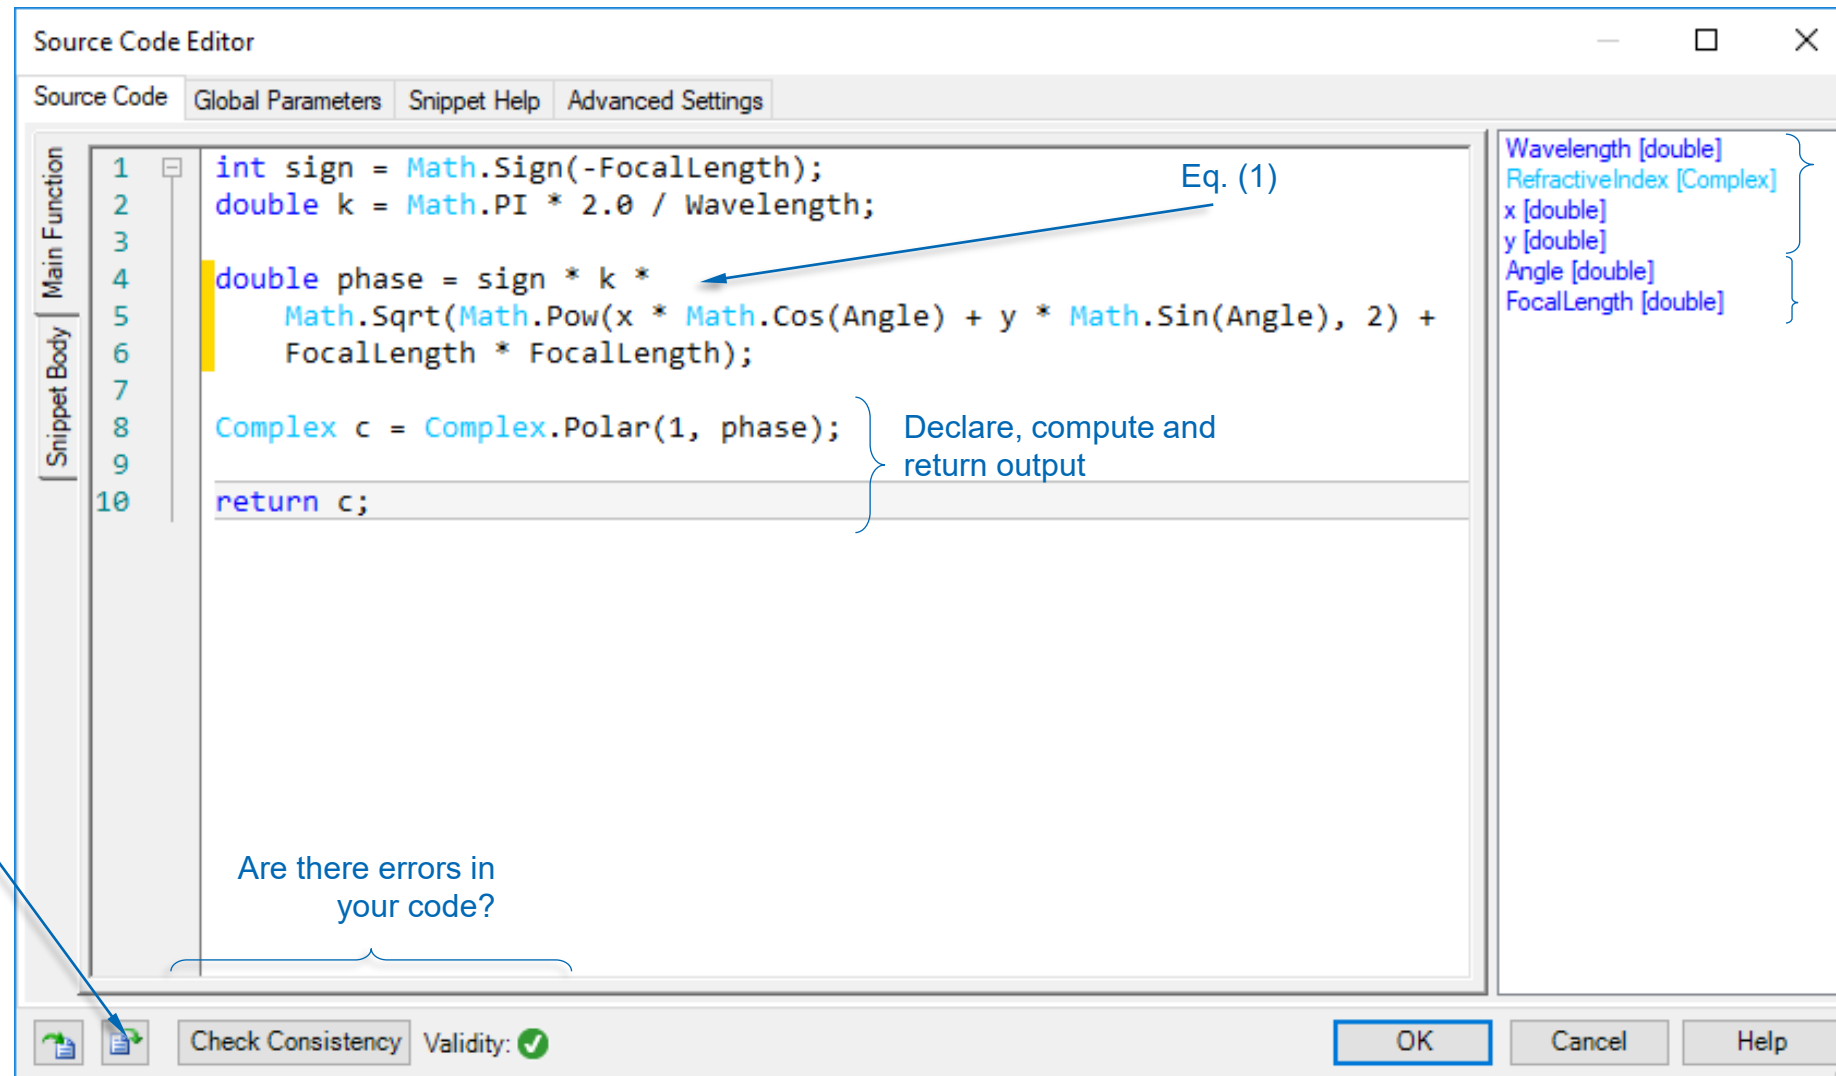 Source Code Editor
Source Code  Global Parameters  Snippet Help  Advanced Settings
Main Function
Snippet Body
1 int sign = Math.Sign(-FocalLength);
2 double k = Math.PI * 2.0 / Wavelength;
3
4 double phase = sign * k *
5     Math.Sqrt(Math.Pow(x * Math.Cos(Angle) + y * Math.Sin(Angle), 2) +
6     FocalLength * FocalLength);
7
8 Complex c = Complex.Polar(1, phase);
9
10 return c;
Eq. (1)
Declare, compute and
return output
Are there errors in
your code?
Wavelength [double]
RefractiveIndex [Complex]
x [double]
y [double]
Angle [double]
FocalLength [double]
Check Consistency  Validity:  OK  Cancel  Help